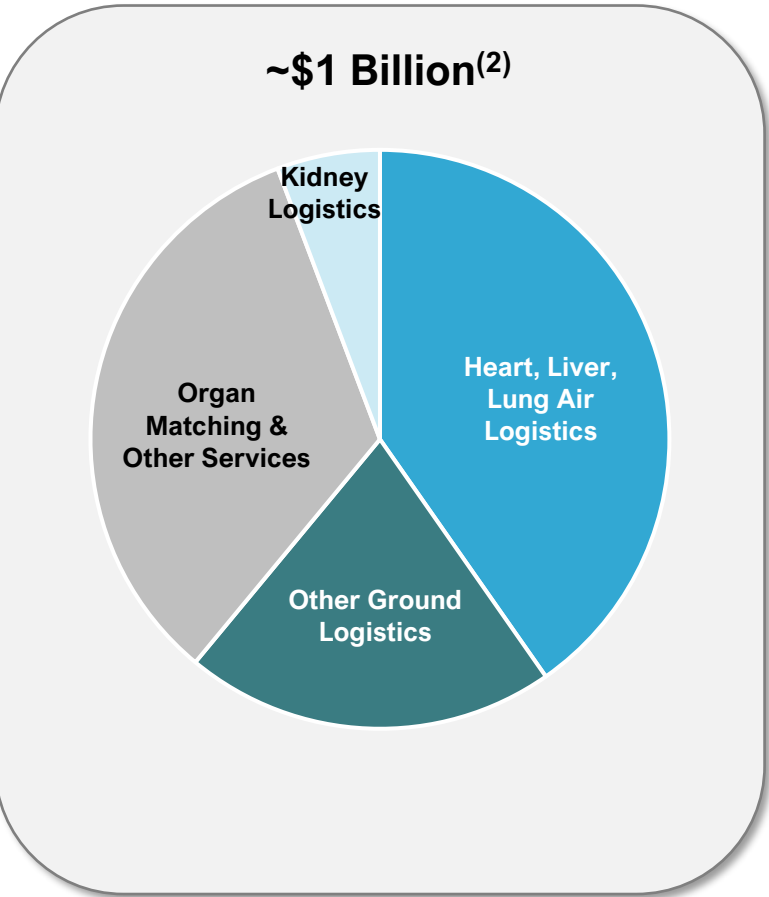 ~$1 Billion(2)
Kidney
Logistics
Heart, Liver,
Lung Air
Logistics
Organ
Matching &
Other Services
Other Ground
Logistics